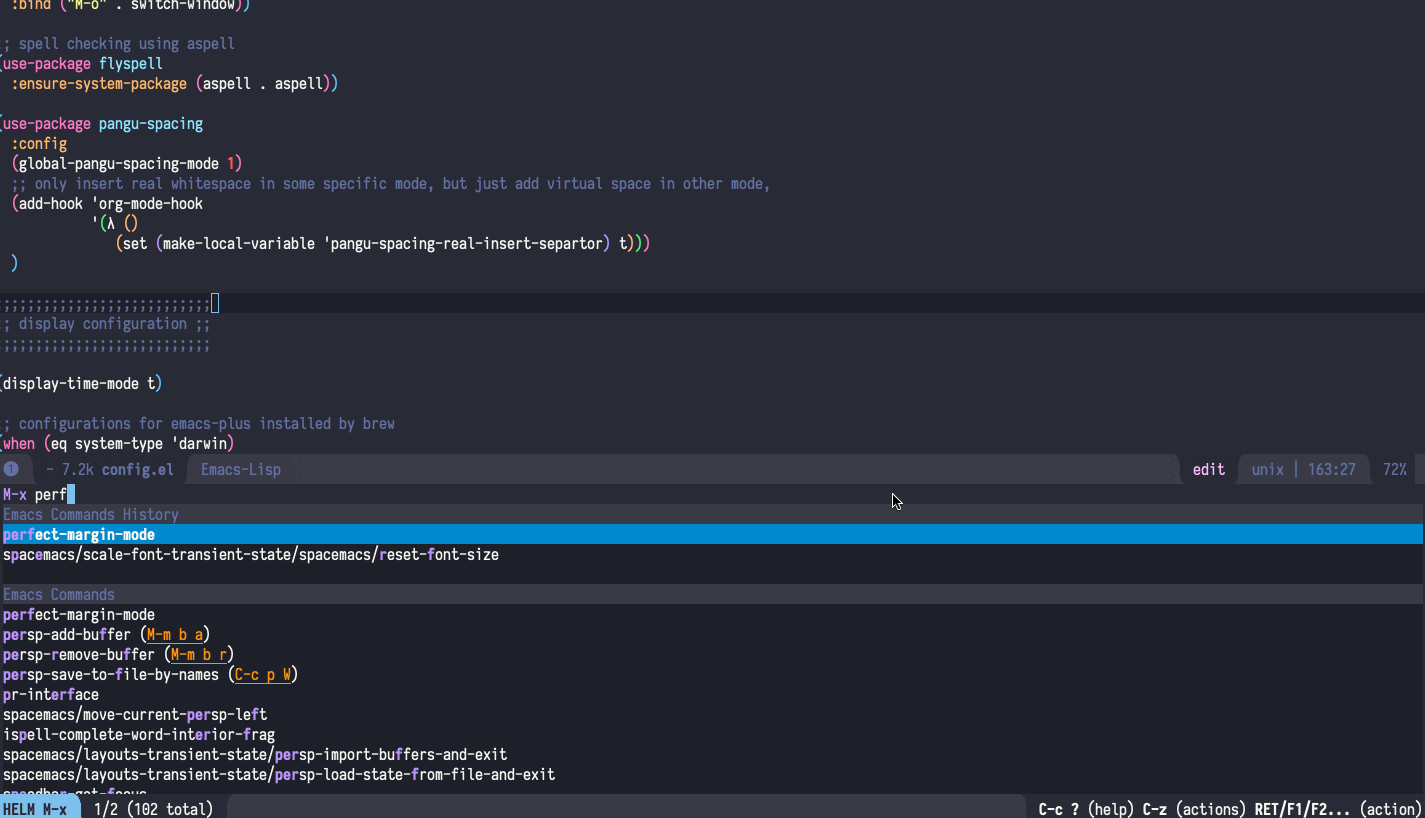 :bind ("M-o" . switch-window))
; spell checking using aspell
(use-package flyspell
:ensure-system-package (aspell . aspell))
(use-package pangu-spacing
:config
(global-pangu-spacing-mode 1)
;; only insert real whitespace in some specific mode, but just add virtual space in other mode,
(add-hook 'org-mode-hook
'(λ ()
(set (make-local-variable 'pangu-spacing-real-insert-separtor) t)))
)
;;;;;;;;;;;;;;;;;;;;;;;;;;;
; display configuration ;;
;;;;;;;;;;;;;;;;;;;;;;;;;;;
(display-time-mode t)
; configurations for emacs-plus installed by brew
(when (eq system-type 'darwin)
1 - 7.2k config.el Emacs-Lisp edit unix | 163:27 72%
M-x perf
Emacs Commands History
perfect-margin-mode
spacemacs/scale-font-transient-state/spacemacs/reset-font-size
Emacs Commands
perfect-margin-mode
persp-add-buffer (M-m b a)
persp-remove-buffer (M-m b r)
persp-save-to-file-by-names (C-c p W)
pr-interface
spacemacs/move-current-persp-left
ispell-complete-word-interior-frag
spacemacs/layouts-transient-state/persp-import-buffers-and-exit
spacemacs/layouts-transient-state/persp-load-state-from-file-and-exit
speedbar-get-focus
HELM M-x 1/2 (102 total) C-c ? (help) C-z (actions) RET/F1/F2... (action)